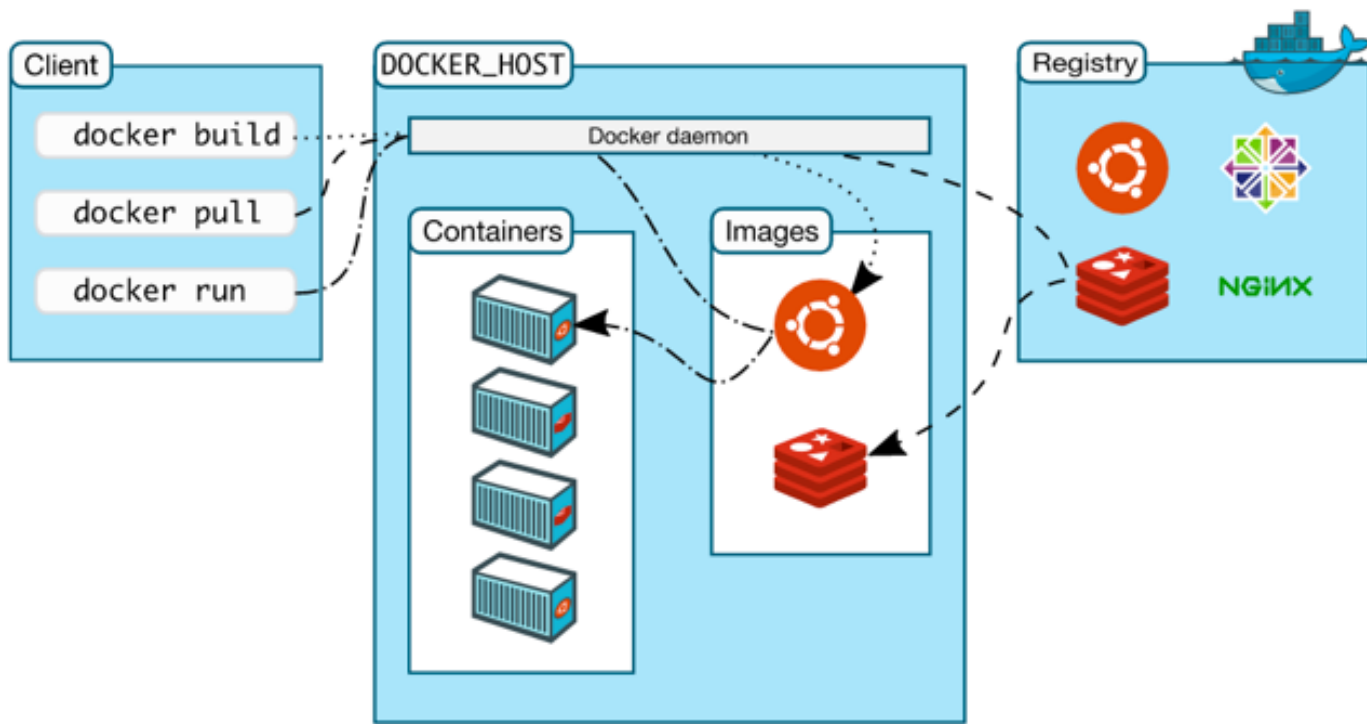 Client
docker build
docker pull
docker run
DOCKER_HOST
Docker daemon
Containers
Images
Registry
NGINX